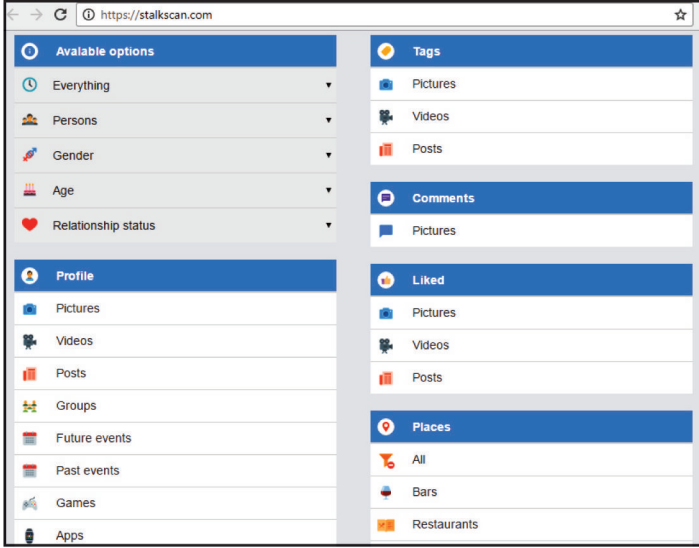 https://stalkscan.com
Avalable options
Everything
Persons
Gender
Age
Relationship status
Profile
Pictures
Videos
Posts
Groups
Future events
Past events
Games
Apps
Tags
Pictures
Videos
Posts
Comments
Pictures
Liked
Pictures
Videos
Posts
Places
All
Bars
Restaurants